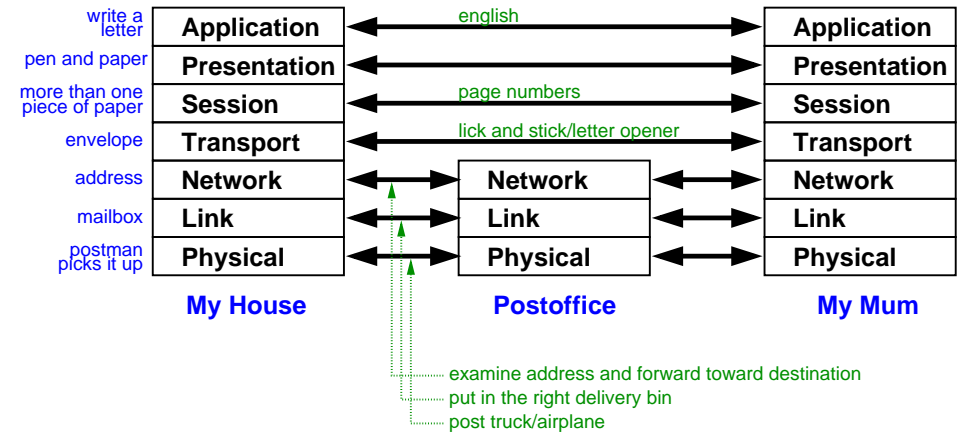 write a
letter
Application
english
Application
pen and paper
Presentation
Presentation
more than one
piece of paper
Session
page numbers
Session
envelope
Transport
lick and stick/letter opener
Transport
address
Network
Network
Network
mailbox
Link
Link
Link
postman
picks it up
Physical
Physical
Physical
My House
Postoffice
My Mum
examine address and forward toward destination
put in the right delivery bin
post truck/airplane